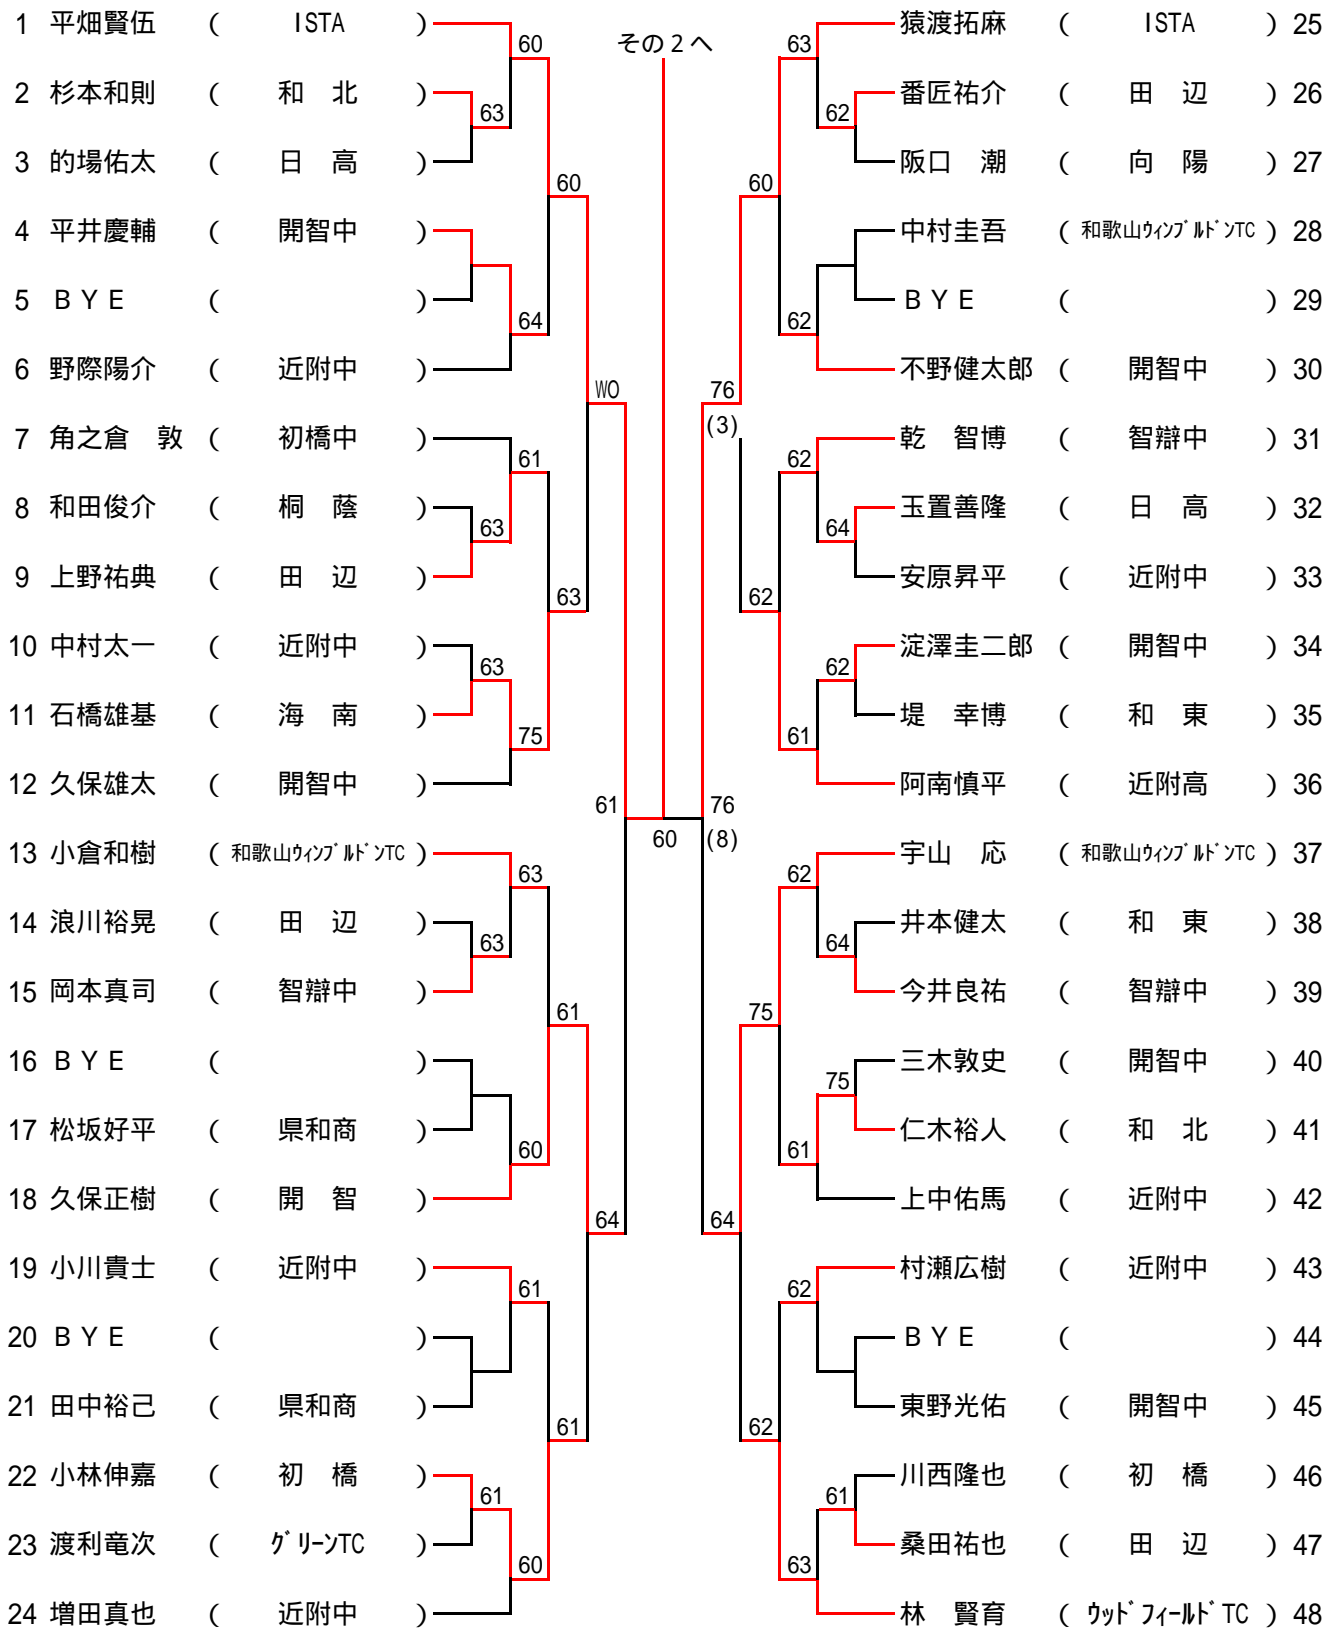 1 平畑賢伍 ( ISTA )
2 杉本和則 ( 和 北 )
3 的場佑太 ( 日 高 )
4 平井慶輔 ( 開智中 )
5 ＢＹＥ ( )
6 野際陽介 ( 近附中 )
7 角之倉 敦 ( 初橋中 )
8 和田俊介 ( 桐 蔭 )
9 上野祐典 ( 田 辺 )
10 中村太一 ( 近附中 )
11 石橋雄基 ( 海 南 )
12 久保雄太 ( 開智中 )
13 小倉和樹 ( 和歌山ｳｨﾝﾌﾞﾙﾄﾞﾝTC )
14 浪川裕晃 ( 田 辺 )
15 岡本真司 ( 智辯中 )
16 ＢＹＥ ( )
17 松坂好平 ( 県和商 )
18 久保正樹 ( 開 智 )
19 小川貴士 ( 近附中 )
20 ＢＹＥ ( )
21 田中裕己 ( 県和商 )
22 小林伸嘉 ( 初 橋 )
23 渡利竜次 ( ｸﾞﾘｰﾝTC )
24 増田真也 ( 近附中 )
60
63
60
64
WO
61
63
63
63
75
61
63
63
61
60
64
61
61
61
60
その２へ
60
63
62
60
62
76
(3)
62
64
62
62
61
76
(8)
62
64
75
75
61
64
62
62
61
63
猿渡拓麻 ( ISTA ) 25
番匠祐介 ( 田 辺 ) 26
阪口 潮 ( 向 陽 ) 27
中村圭吾 ( 和歌山ｳｨﾝﾌﾞﾙﾄﾞﾝTC ) 28
ＢＹＥ ( ) 29
不野健太郎 ( 開智中 ) 30
乾 智博 ( 智辯中 ) 31
玉置善隆 ( 日 高 ) 32
安原昇平 ( 近附中 ) 33
淀澤圭二郎 ( 開智中 ) 34
堤 幸博 ( 和 東 ) 35
阿南慎平 ( 近附高 ) 36
宇山 応 ( 和歌山ｳｨﾝﾌﾞﾙﾄﾞﾝTC ) 37
井本健太 ( 和 東 ) 38
今井良祐 ( 智辯中 ) 39
三木敦史 ( 開智中 ) 40
仁木裕人 ( 和 北 ) 41
上中佑馬 ( 近附中 ) 42
村瀬広樹 ( 近附中 ) 43
ＢＹＥ ( ) 44
東野光佑 ( 開智中 ) 45
川西隆也 ( 初 橋 ) 46
桑田祐也 ( 田 辺 ) 47
林 賢育 ( ｳｯﾄﾞﾌｨｰﾙﾄﾞTC ) 48